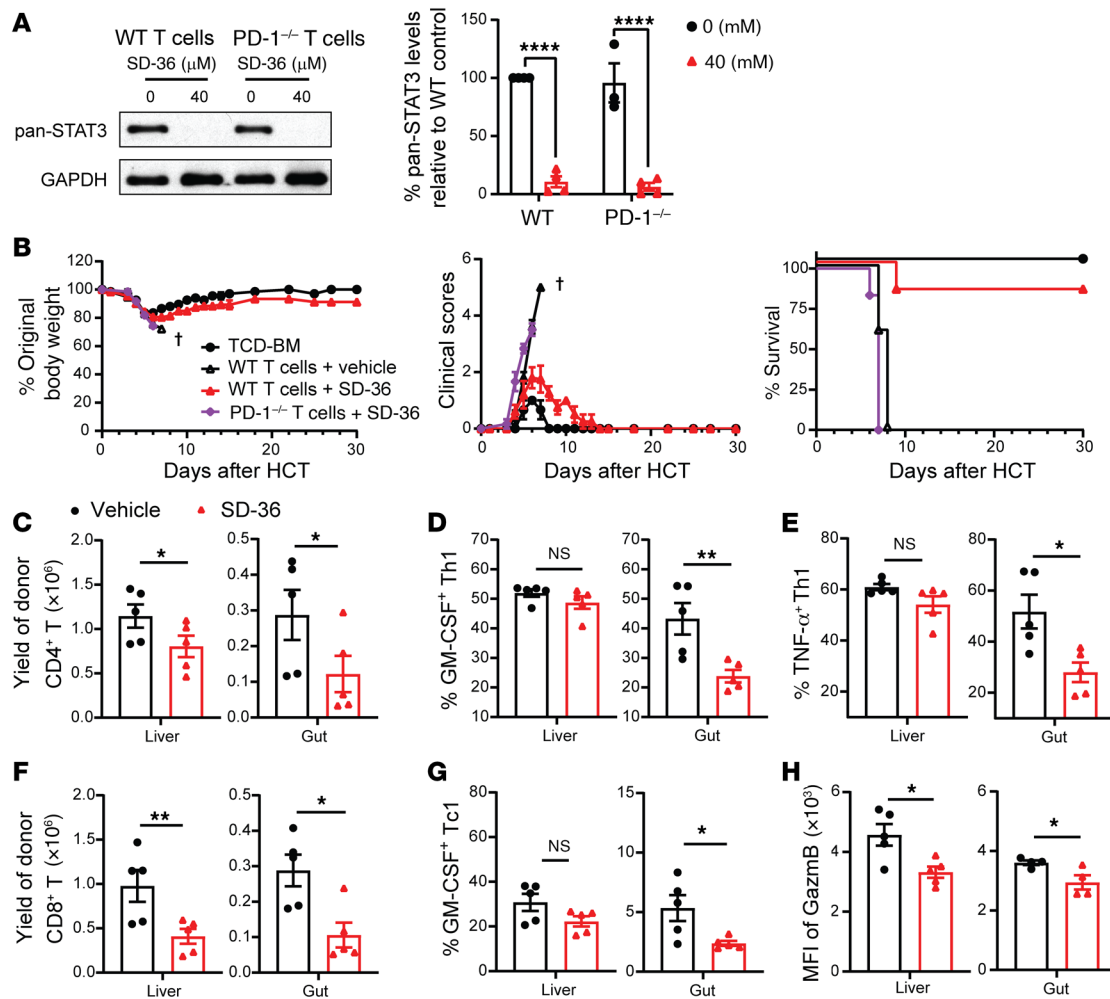 A
WT T cells PD-1–/– T cells
SD-36 (μM) SD-36 (μM)
0 40 0 40
pan-STAT3
GAPDH
% pan-STAT3 levels
relative to WT control
150
100
50
0
**** ****
WT PD-1–/–
0 (mM)
40 (mM)
B
% Original
body weight
120
100
80
60
40
20
0
†
TCD-BM
WT T cells + vehicle
WT T cells + SD-36
PD-1–/– T cells + SD-36
0 10 20 30
Days after HCT
Clinical scores
6
4
2
0
†
0 10 20 30
Days after HCT
% Survival
100
75
50
25
0
0 10 20 30
Days after HCT
C
Vehicle SD-36
Yield of donor
CD4+ T (×106)
2.0
1.5
1.0
0.5
0.0
*
Liver
0.5
0.4
0.3
0.2
0.1
0.0
*
Gut
D
% GM-CSF+ Th1
70
60
50
40
30
20
10
NS
Liver
70
60
50
40
30
20
10
**
Gut
E
% TNF-α+ Th1
80
60
40
20
NS
Liver
80
60
40
20
*
Gut
F
Yield of donor
CD8+ T (×106)
2.0
1.5
1.0
0.5
0.0
**
Liver
0.5
0.4
0.3
0.2
0.1
0.0
*
Gut
G
% GM-CSF+ Tc1
80
60
40
20
0
NS
Liver
15
10
5
0
*
Gut
H
MFI of GazmB (×103)
6
4
2
0
*
Liver
6
4
2
0
*
Gut